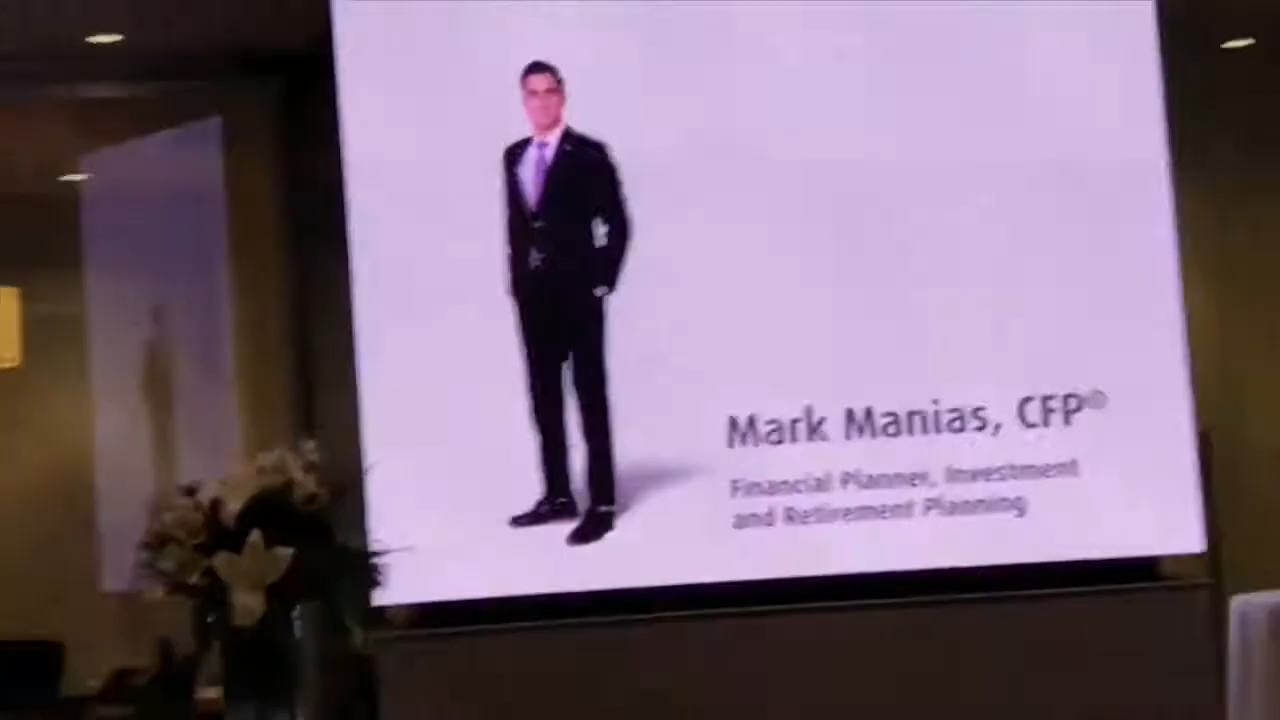 Mark Manias, CFP®
Financial Planner, Investment
and Retirement Planning